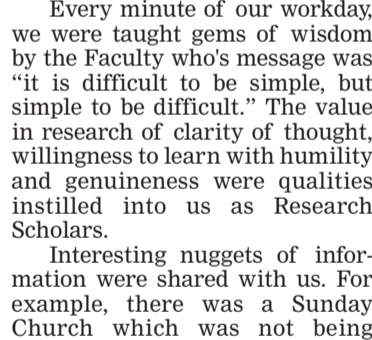 Every minute of our workday,
we were taught gems of wisdom
by the Faculty who's message was
“it is difficult to be simple, but
simple to be difficult.” The value
in research of clarity of thought,
willingness to learn with humility
and genuineness were qualities
instilled into us as Research
Scholars.
Interesting nuggets of infor-
mation were shared with us. For
example, there was a Sunday
Church which was not being